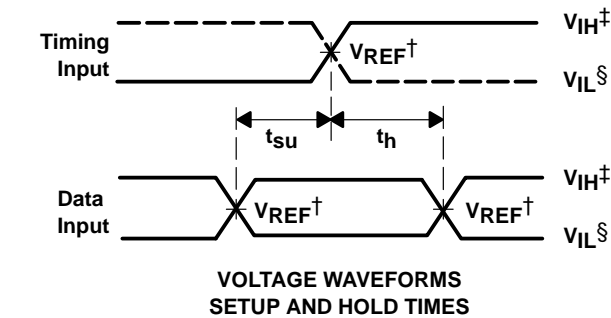 Timing
Input
VREF†
VIH‡
VIL§
tsu
th
Data
Input
VREF†
VREF†
VIH‡
VIL§
VOLTAGE WAVEFORMS
SETUP AND HOLD TIMES